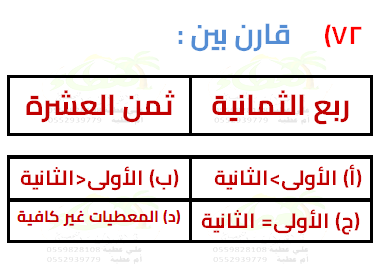 ٧٢) قارن بين :
ربع الثمانية ثمن العشرة
(أ) الأولى>الثانية (ب) الأولى<الثانية
(ج) الأولى= الثانية (د) المعطيات غير كافية